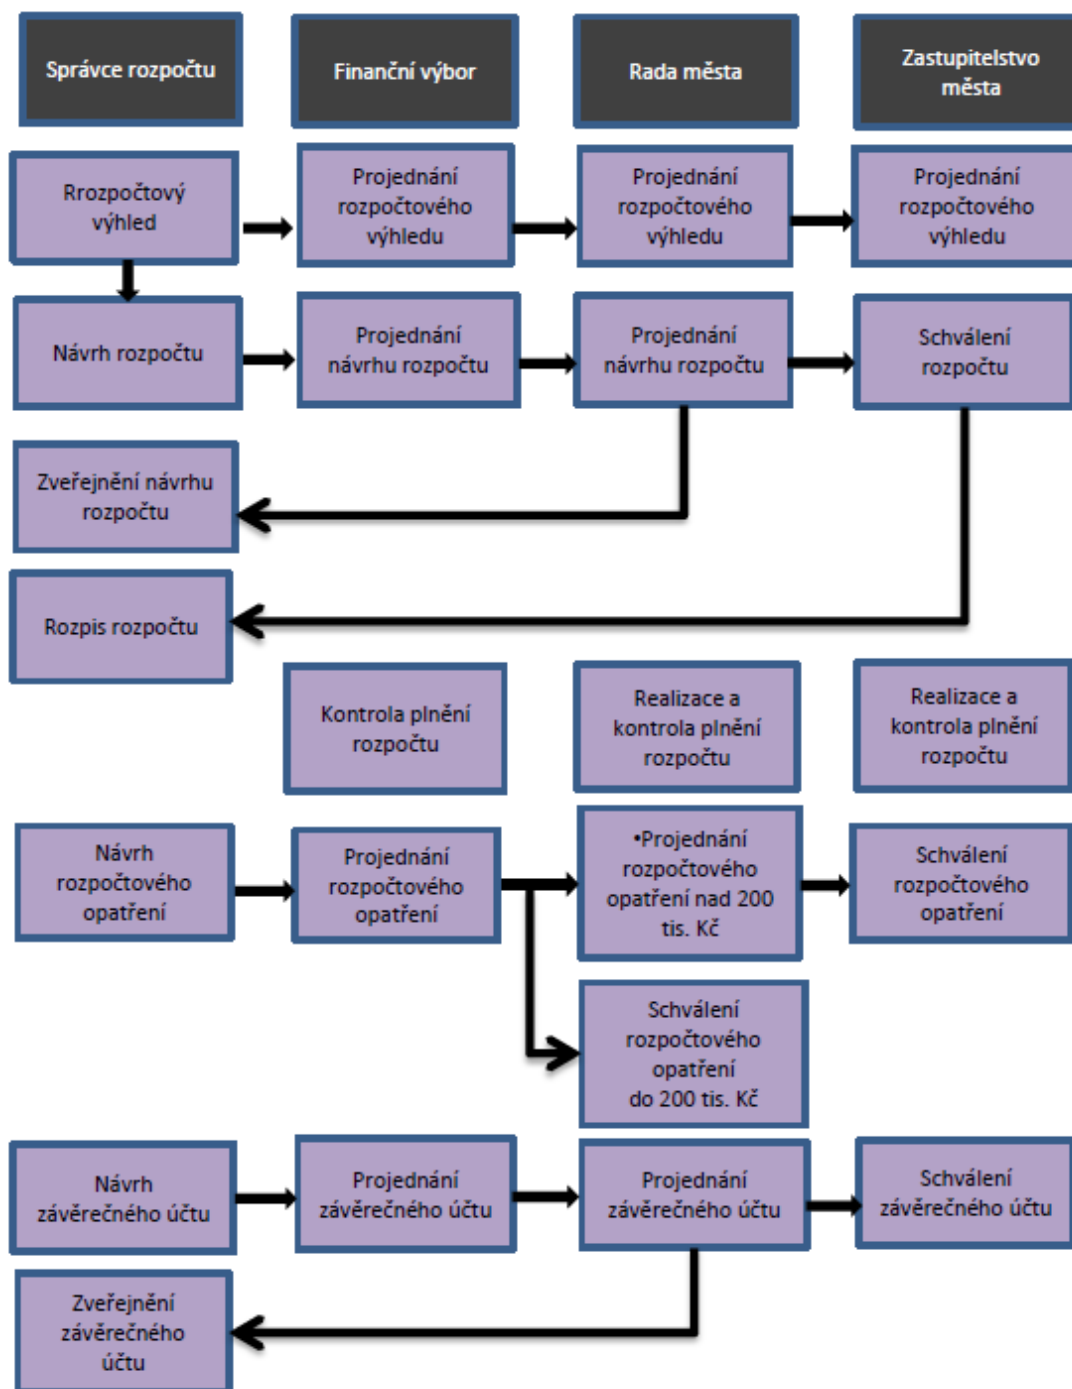 Správce rozpočtu
Finanční výbor
Rada města
Zastupitelstvo
města
Rrozpočtový
výhled
Projednání
rozpočtového
výhledu
Projednání
rozpočtového
výhledu
Projednání
rozpočtového
výhledu
Návrh rozpočtu
Projednání
návrhu rozpočtu
Projednání
návrhu rozpočtu
Schválení
rozpočtu
Zveřejnění návrhu
rozpočtu
Rozpis rozpočtu
Kontrola plnění
rozpočtu
Realizace a
kontrola plnění
rozpočtu
Realizace a
kontrola plnění
rozpočtu
Návrh
rozpočtového
opatření
Projednání
rozpočtového
opatření
•Projednání
rozpočtového
opatření nad 200
tis. Kč
Schválení
rozpočtového
opatření
Schválení
rozpočtového
opatření
do 200 tis. Kč
Návrh
závěrečného účtu
Projednání
závěrečného účtu
Projednání
závěrečného účtu
Schválení
závěrečného účtu
Zveřejnění
závěrečného
účtu